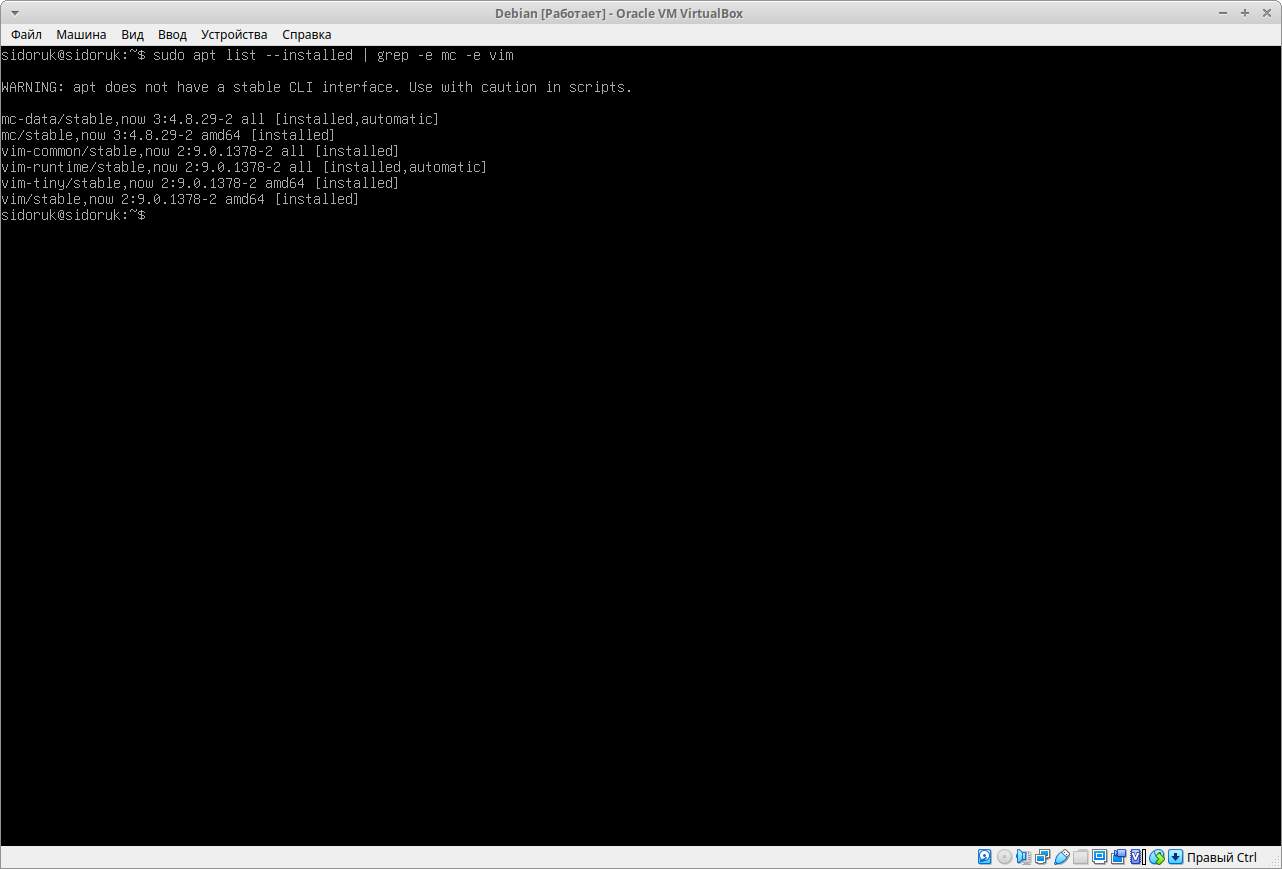 Debian [Работает] - Oracle VM VirtualBox
Файл Машина Вид Ввод Устройства Справка
sidoruk@sidoruk:~$ sudo apt list --installed | grep -e mc -e vim
WARNING: apt does not have a stable CLI interface. Use with caution in scripts.
mc-data/stable,now 3:4.8.29-2 all [installed,automatic]
mc/stable,now 3:4.8.29-2 amd64 [installed]
vim-common/stable,now 2:9.0.1378-2 all [installed]
vim-runtime/stable,now 2:9.0.1378-2 all [installed,automatic]
vim-tiny/stable,now 2:9.0.1378-2 amd64 [installed]
vim/stable,now 2:9.0.1378-2 amd64 [installed]
sidoruk@sidoruk:~$
Правый Ctrl